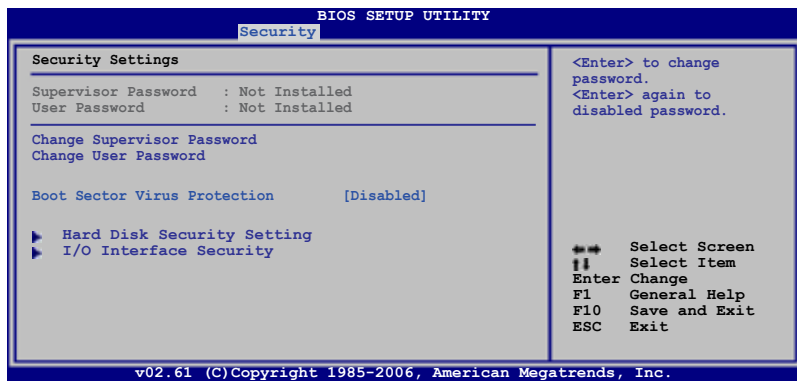 BIOS SETUP UTILITY
Security
Security Settings
Supervisor Password : Not Installed
User Password : Not Installed
Change Supervisor Password
Change User Password
Boot Sector Virus Protection [Disabled]
Hard Disk Security Setting
I/O Interface Security
<Enter> to change
password.
<Enter> again to
disabled password.
Select Screen
Select Item
Enter Change
F1 General Help
F10 Save and Exit
ESC Exit
v02.61 (C)Copyright 1985-2006, American Megatrends, Inc.